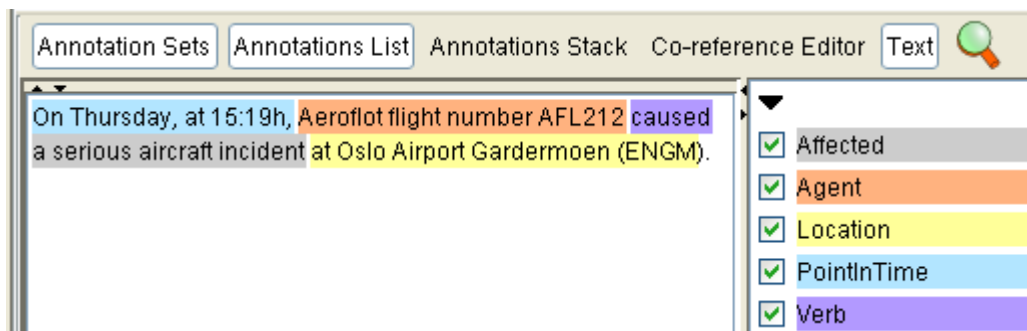 Annotation Sets Annotations List Annotations Stack Co-reference Editor Text
On Thursday, at 15:19h, Aeroflot flight number AFL212 caused
a serious aircraft incident at Oslo Airport Gardermoen (ENGM).
Affected
Agent
Location
PointInTime
Verb